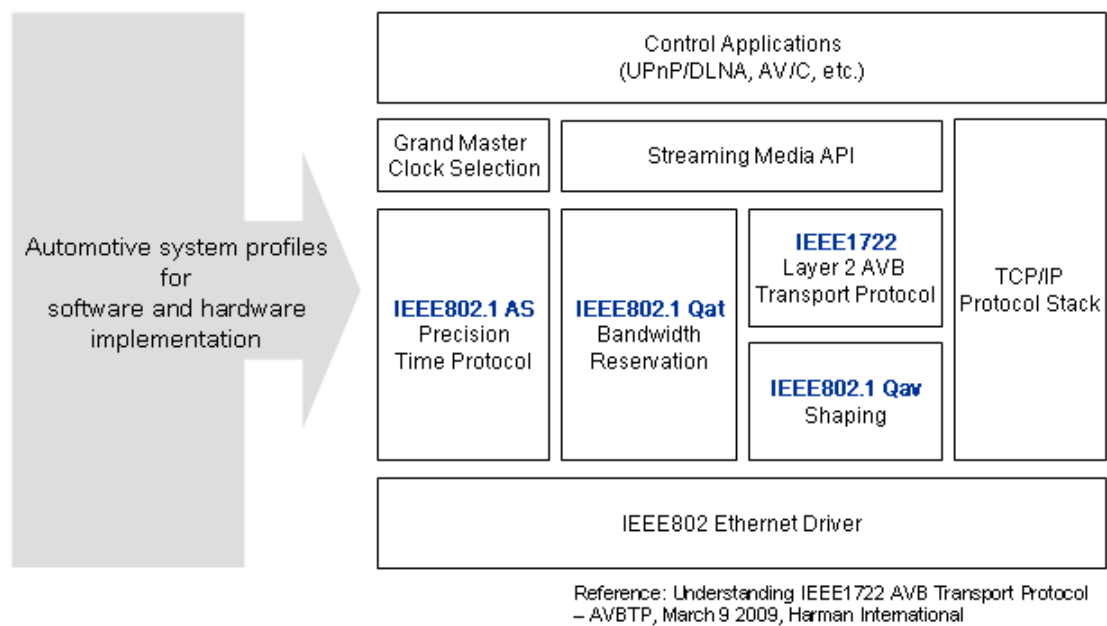 Automotive system profiles
for
software and hardware
implementation
Control Applications
(UPnP/DLNA, AV/C, etc.)
Grand Master
Clock Selection
Streaming Media API
IEEE802.1 AS
Precision
Time Protocol
IEEE802.1 Qat
Bandwidth
Reservation
IEEE1722
Layer 2 AVB
Transport Protocol
IEEE802.1 Qav
Shaping
TCP/IP
Protocol Stack
IEEE802 Ethernet Driver
Reference: Understanding IEEE1722 AVB Transport Protocol
– AVBTP, March 9 2009, Harman International